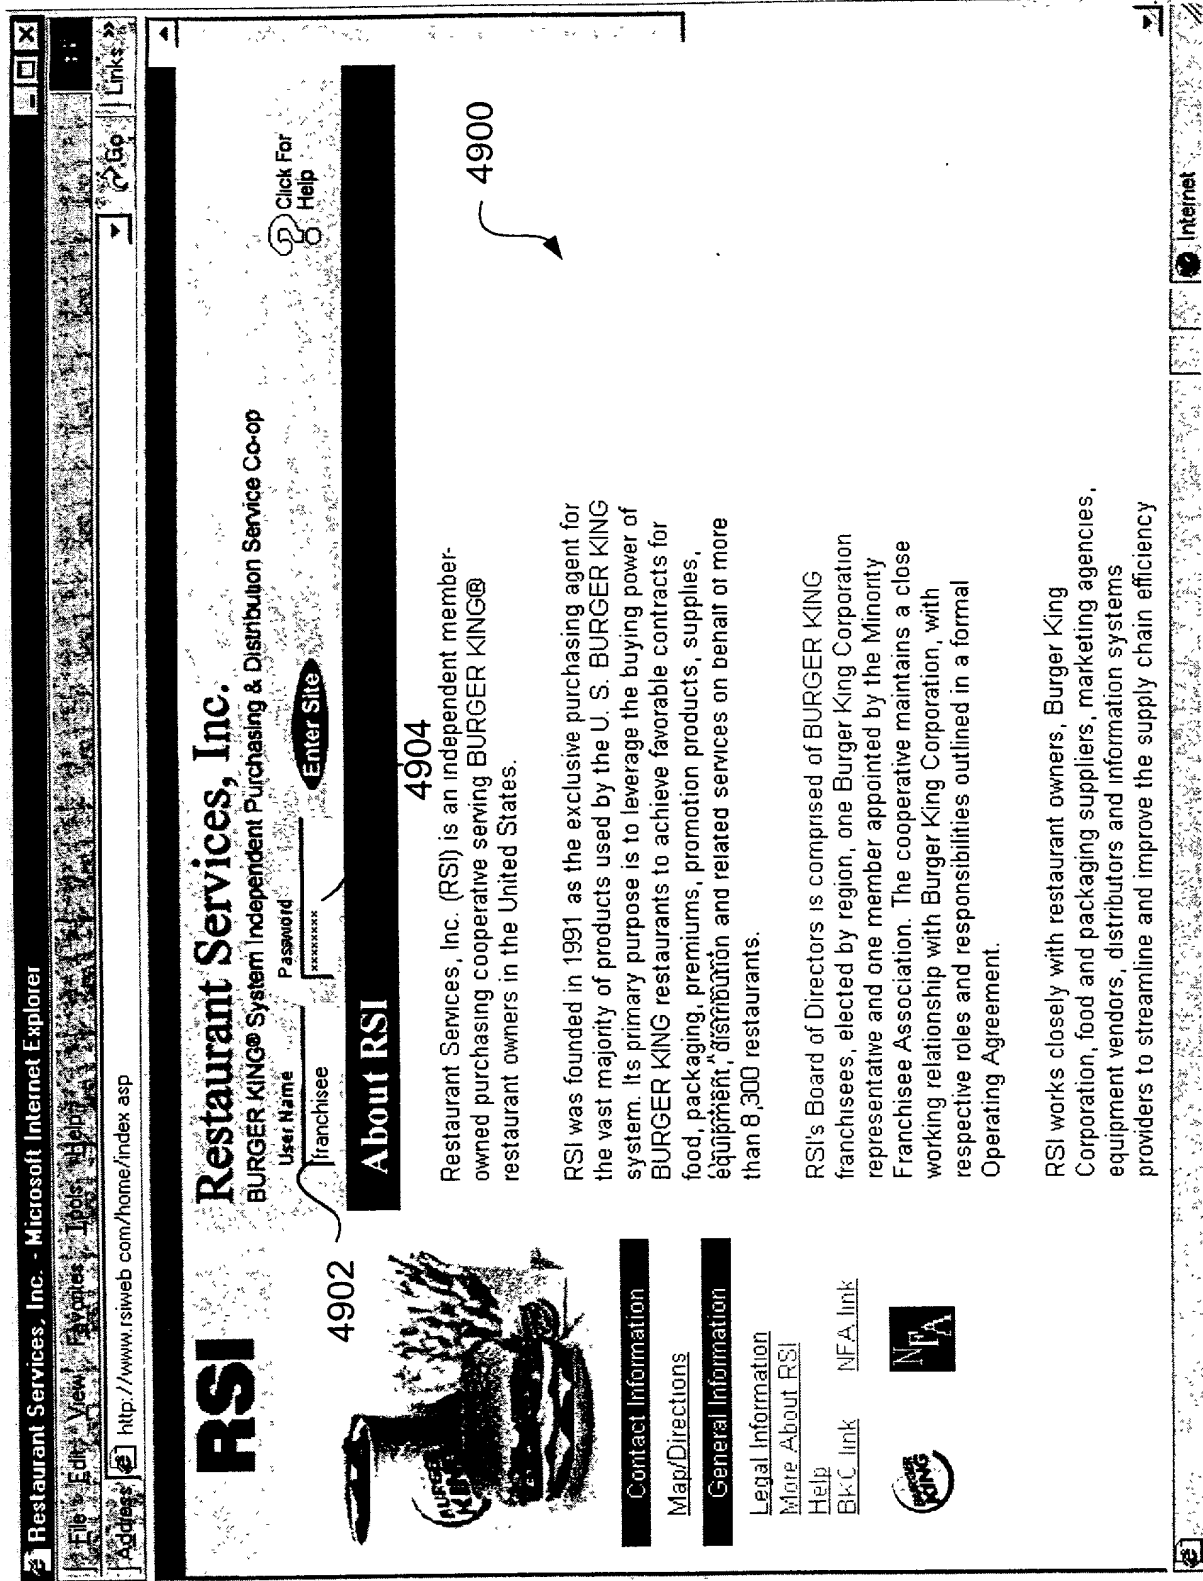 Restaurant Services, Inc. - Microsoft Internet Explorer
File Edit View Favorites Tools Help
Address http://www.rsiweb com/home/index asp Go Links »
RSI
Restaurant Services, Inc.
BURGER KING® System Independent Purchasing & Distribution Service Co-op
User Name Password
franchisee xxxxxxxx Enter Site
Click For
Help
4902
4904
4900
About RSI
BURGER
KING
Contact Information
Map/Directions
General Information
Legal Information
More About RSI
Help
BKC link NFA link
BURGER
KING
NFA
Restaurant Services, Inc. (RSI) is an independent member-
owned purchasing cooperative serving BURGER KING®
restaurant owners in the United States.
RSI was founded in 1991 as the exclusive purchasing agent for
the vast majority of products used by the U. S. BURGER KING
system. Its primary purpose is to leverage the buying power of
BURGER KING restaurants to achieve favorable contracts for
food, packaging, premiums, promotion products, supplies,
equipment, distribution and related services on behalf of more
than 8,300 restaurants.
RSI's Board of Directors is comprised of BURGER KING
franchisees, elected by region, one Burger King Corporation
representative and one member appointed by the Minority
Franchisee Association. The cooperative maintains a close
working relationship with Burger King Corporation, with
respective roles and responsibilities outlined in a formal
Operating Agreement.
RSI works closely with restaurant owners, Burger King
Corporation, food and packaging suppliers, marketing agencies,
equipment vendors, distributors and information systems
providers to streamline and improve the supply chain efficiency
Internet